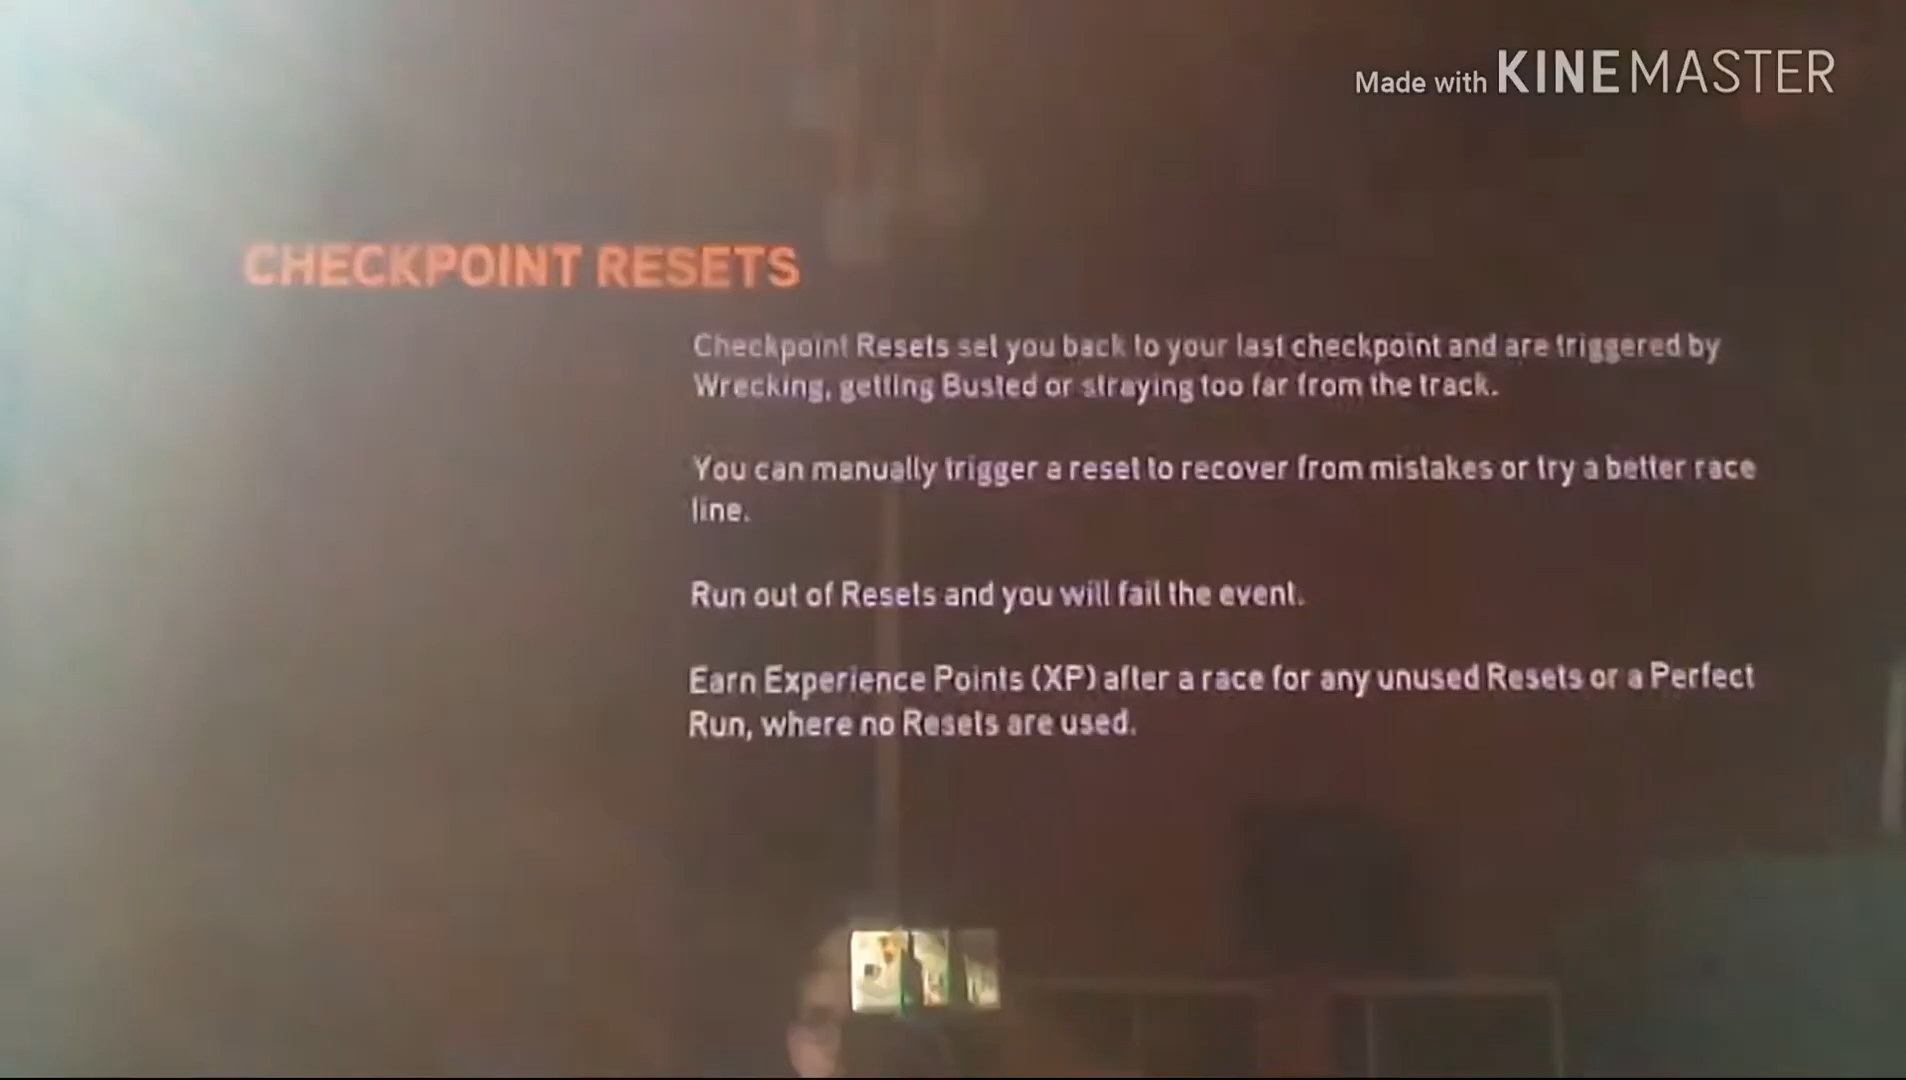 Made with KINEMASTER
CHECKPOINT RESETS
Checkpoint Resets set you back to your last checkpoint and are triggered by
Wrecking, getting Busted or straying too far from the track.
You can manually trigger a reset to recover from mistakes or try a better race
line.
Run out of Resets and you will fail the event.
Earn Experience Points (XP) after a race for any unused Resets or a Perfect
Run, where no Resets are used.